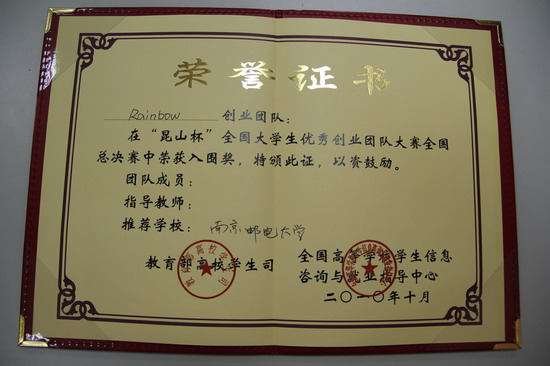 荣誉证书
Rainbow 创业团队：
在“昆山杯”全国大学生优秀创业团队大赛全国
总决赛中荣获入围奖，特颁此证，以资鼓励。
团队成员：
指导教师：
推荐学校：南京邮电大学
教育部高校学生司
全国高等学校学生信息
咨询与就业指导中心
二〇一〇年十月